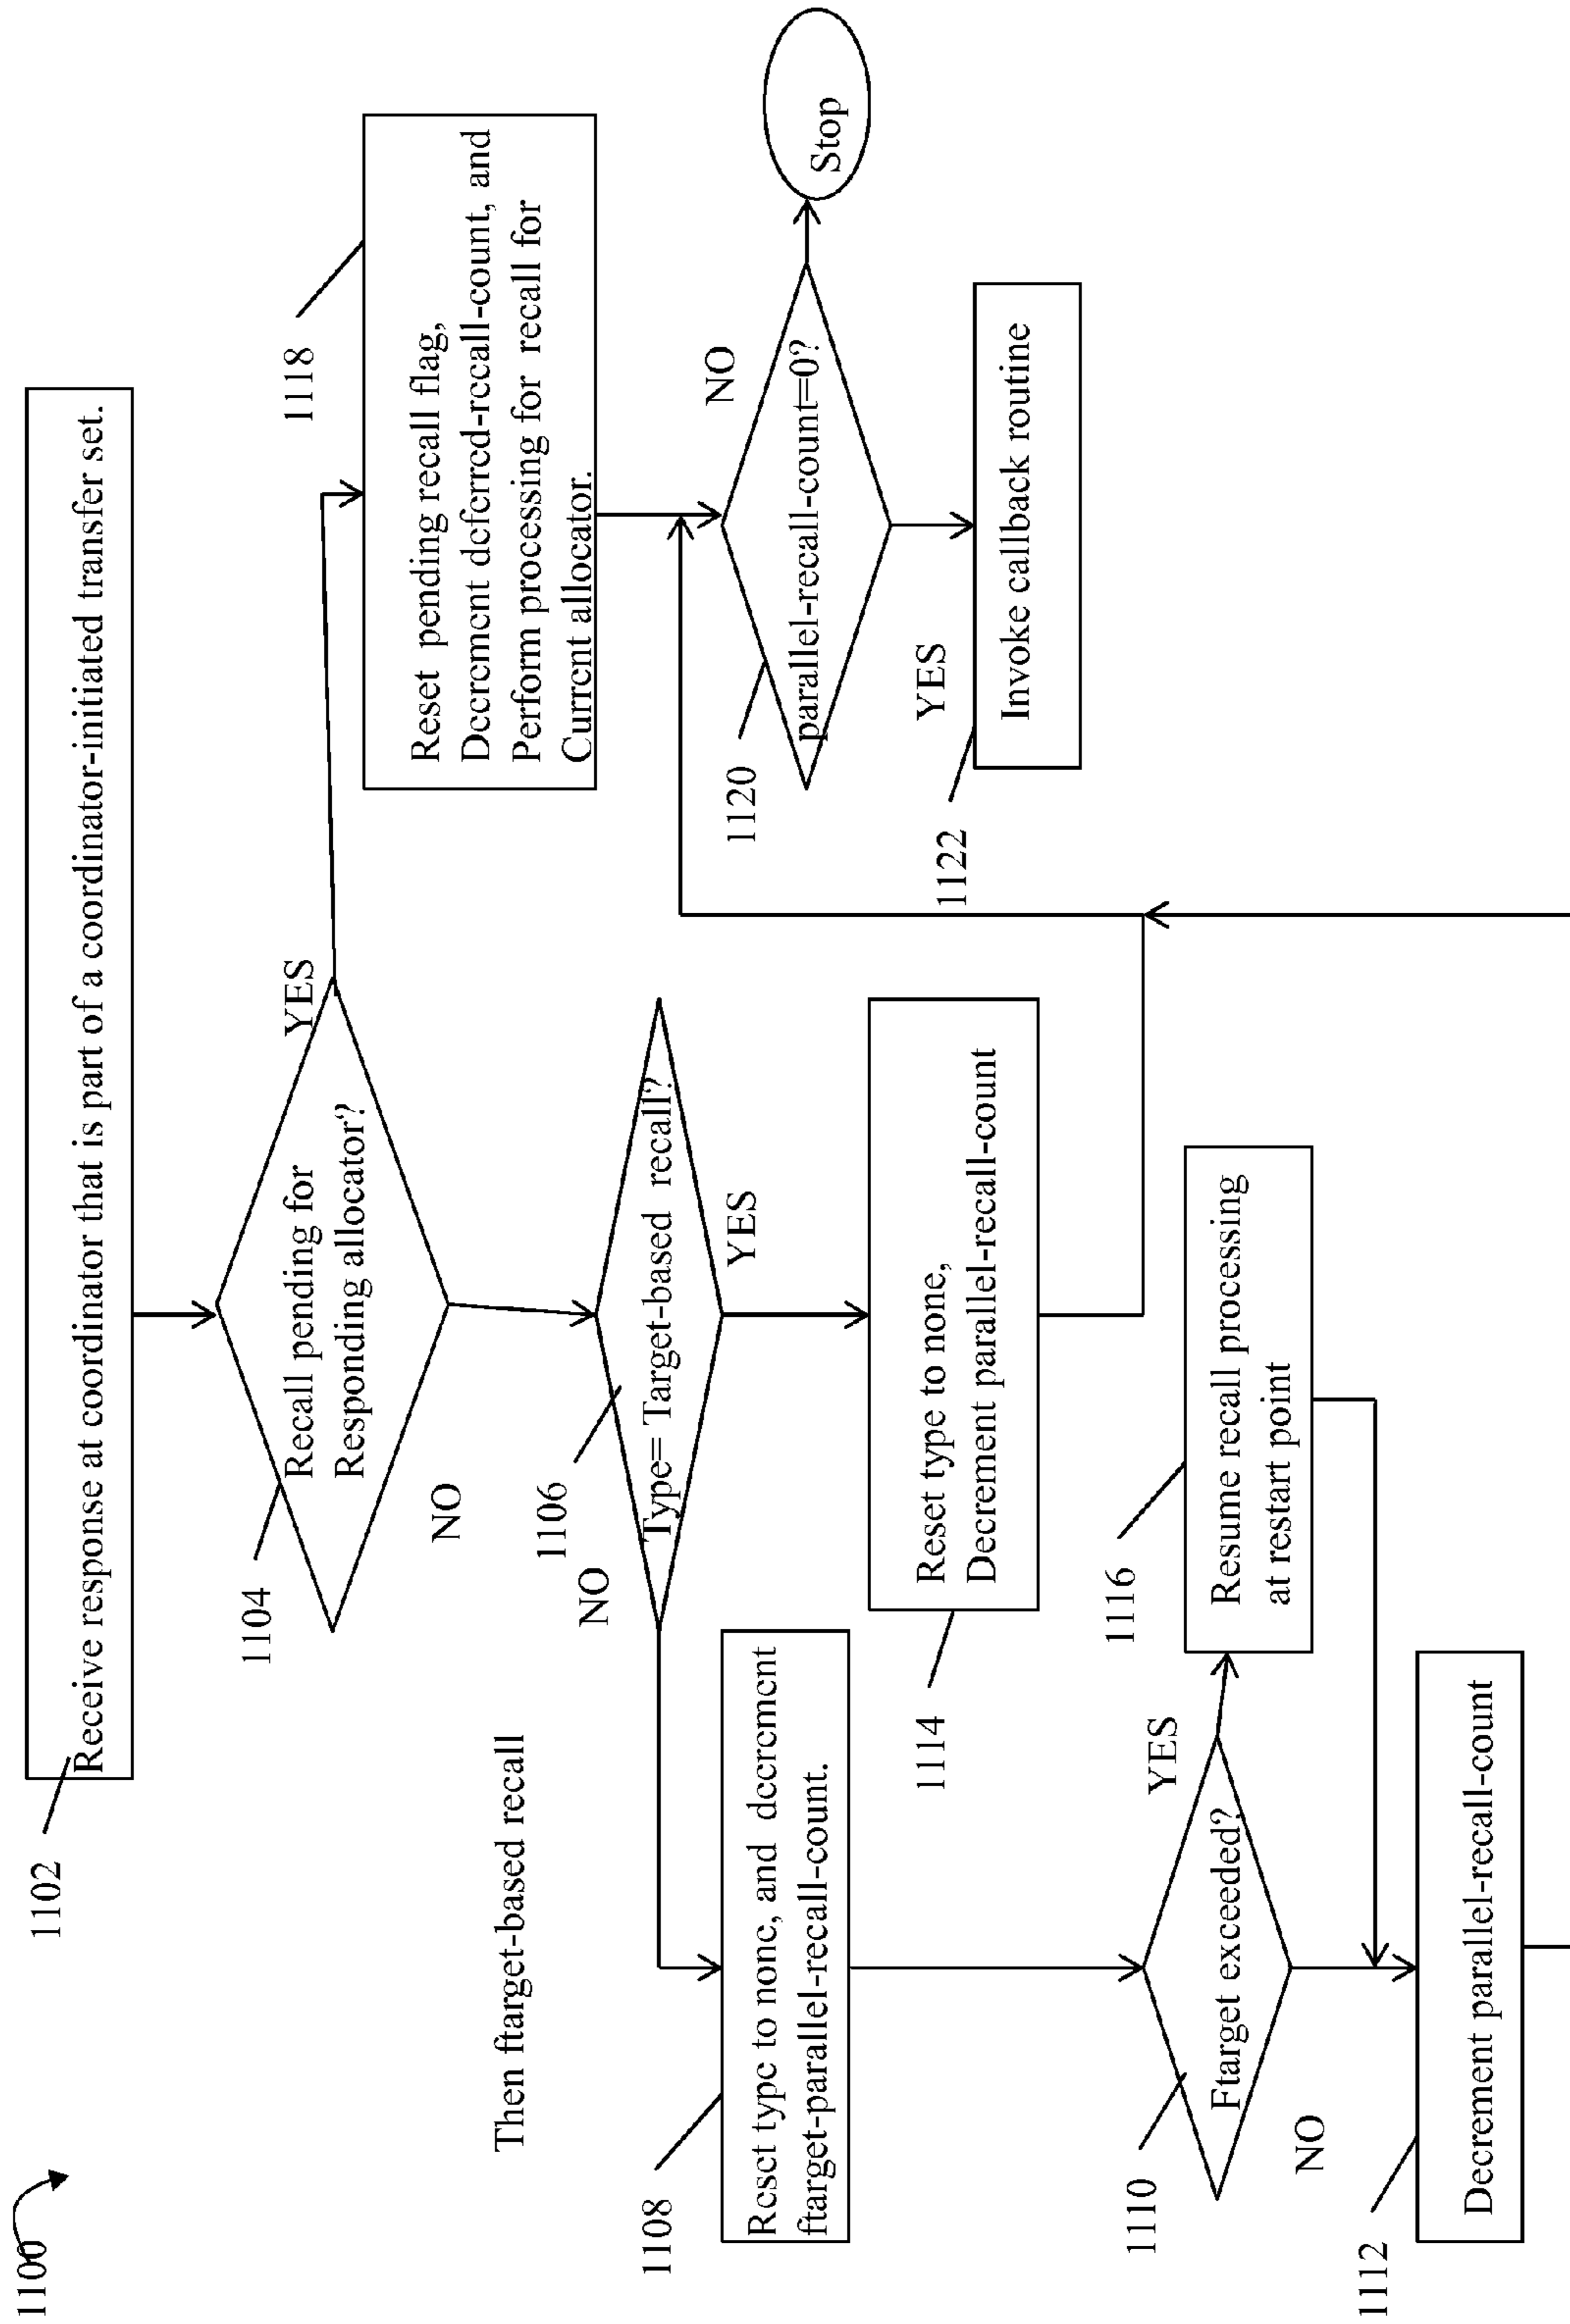 1100
1102
Receive response at coordinator that is part of a coordinator-initiated transfer set.
1104
Recall pending for
Responding allocator?
YES
NO
1118
Reset pending recall flag,
Decrement deferred-recall-count, and
Perform processing for recall for
Current allocator.
Then ftarget-based recall
1106
Type= Target-based recall?
NO
YES
1108
Reset type to none, and decrement
ftarget-parallel-recall-count.
1114
Reset type to none,
Decrement parallel-recall-count
1120
parallel-recall-count=0?
NO
Stop
YES
1122
Invoke callback routine
1110
Ftarget exceeded?
YES
NO
1116
Resume recall processing
at restart point
1112
Decrement parallel-recall-count